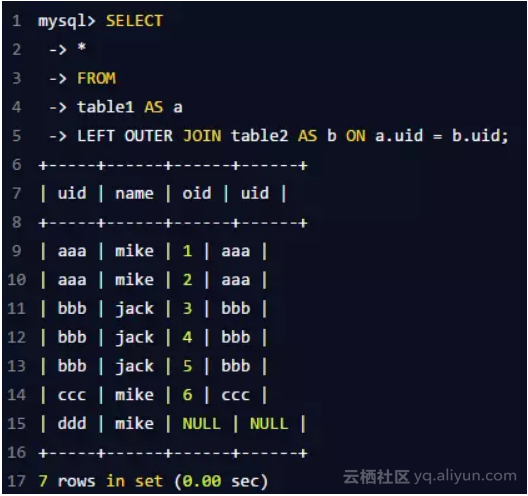 1 mysql> SELECT
2 -> *
3 -> FROM
4 -> table1 AS a
5 -> LEFT OUTER JOIN table2 AS b ON a.uid = b.uid;
6 +-----+------+------+------+
7 | uid | name | oid | uid |
8 +-----+------+------+------+
9 | aaa | mike | 1 | aaa |
10 | aaa | mike | 2 | aaa |
11 | bbb | jack | 3 | bbb |
12 | bbb | jack | 4 | bbb |
13 | bbb | jack | 5 | bbb |
14 | ccc | mike | 6 | ccc |
15 | ddd | mike | NULL | NULL |
16 +-----+------+------+------+
17 7 rows in set (0.00 sec)
云栖社区 yq.aliyun.com